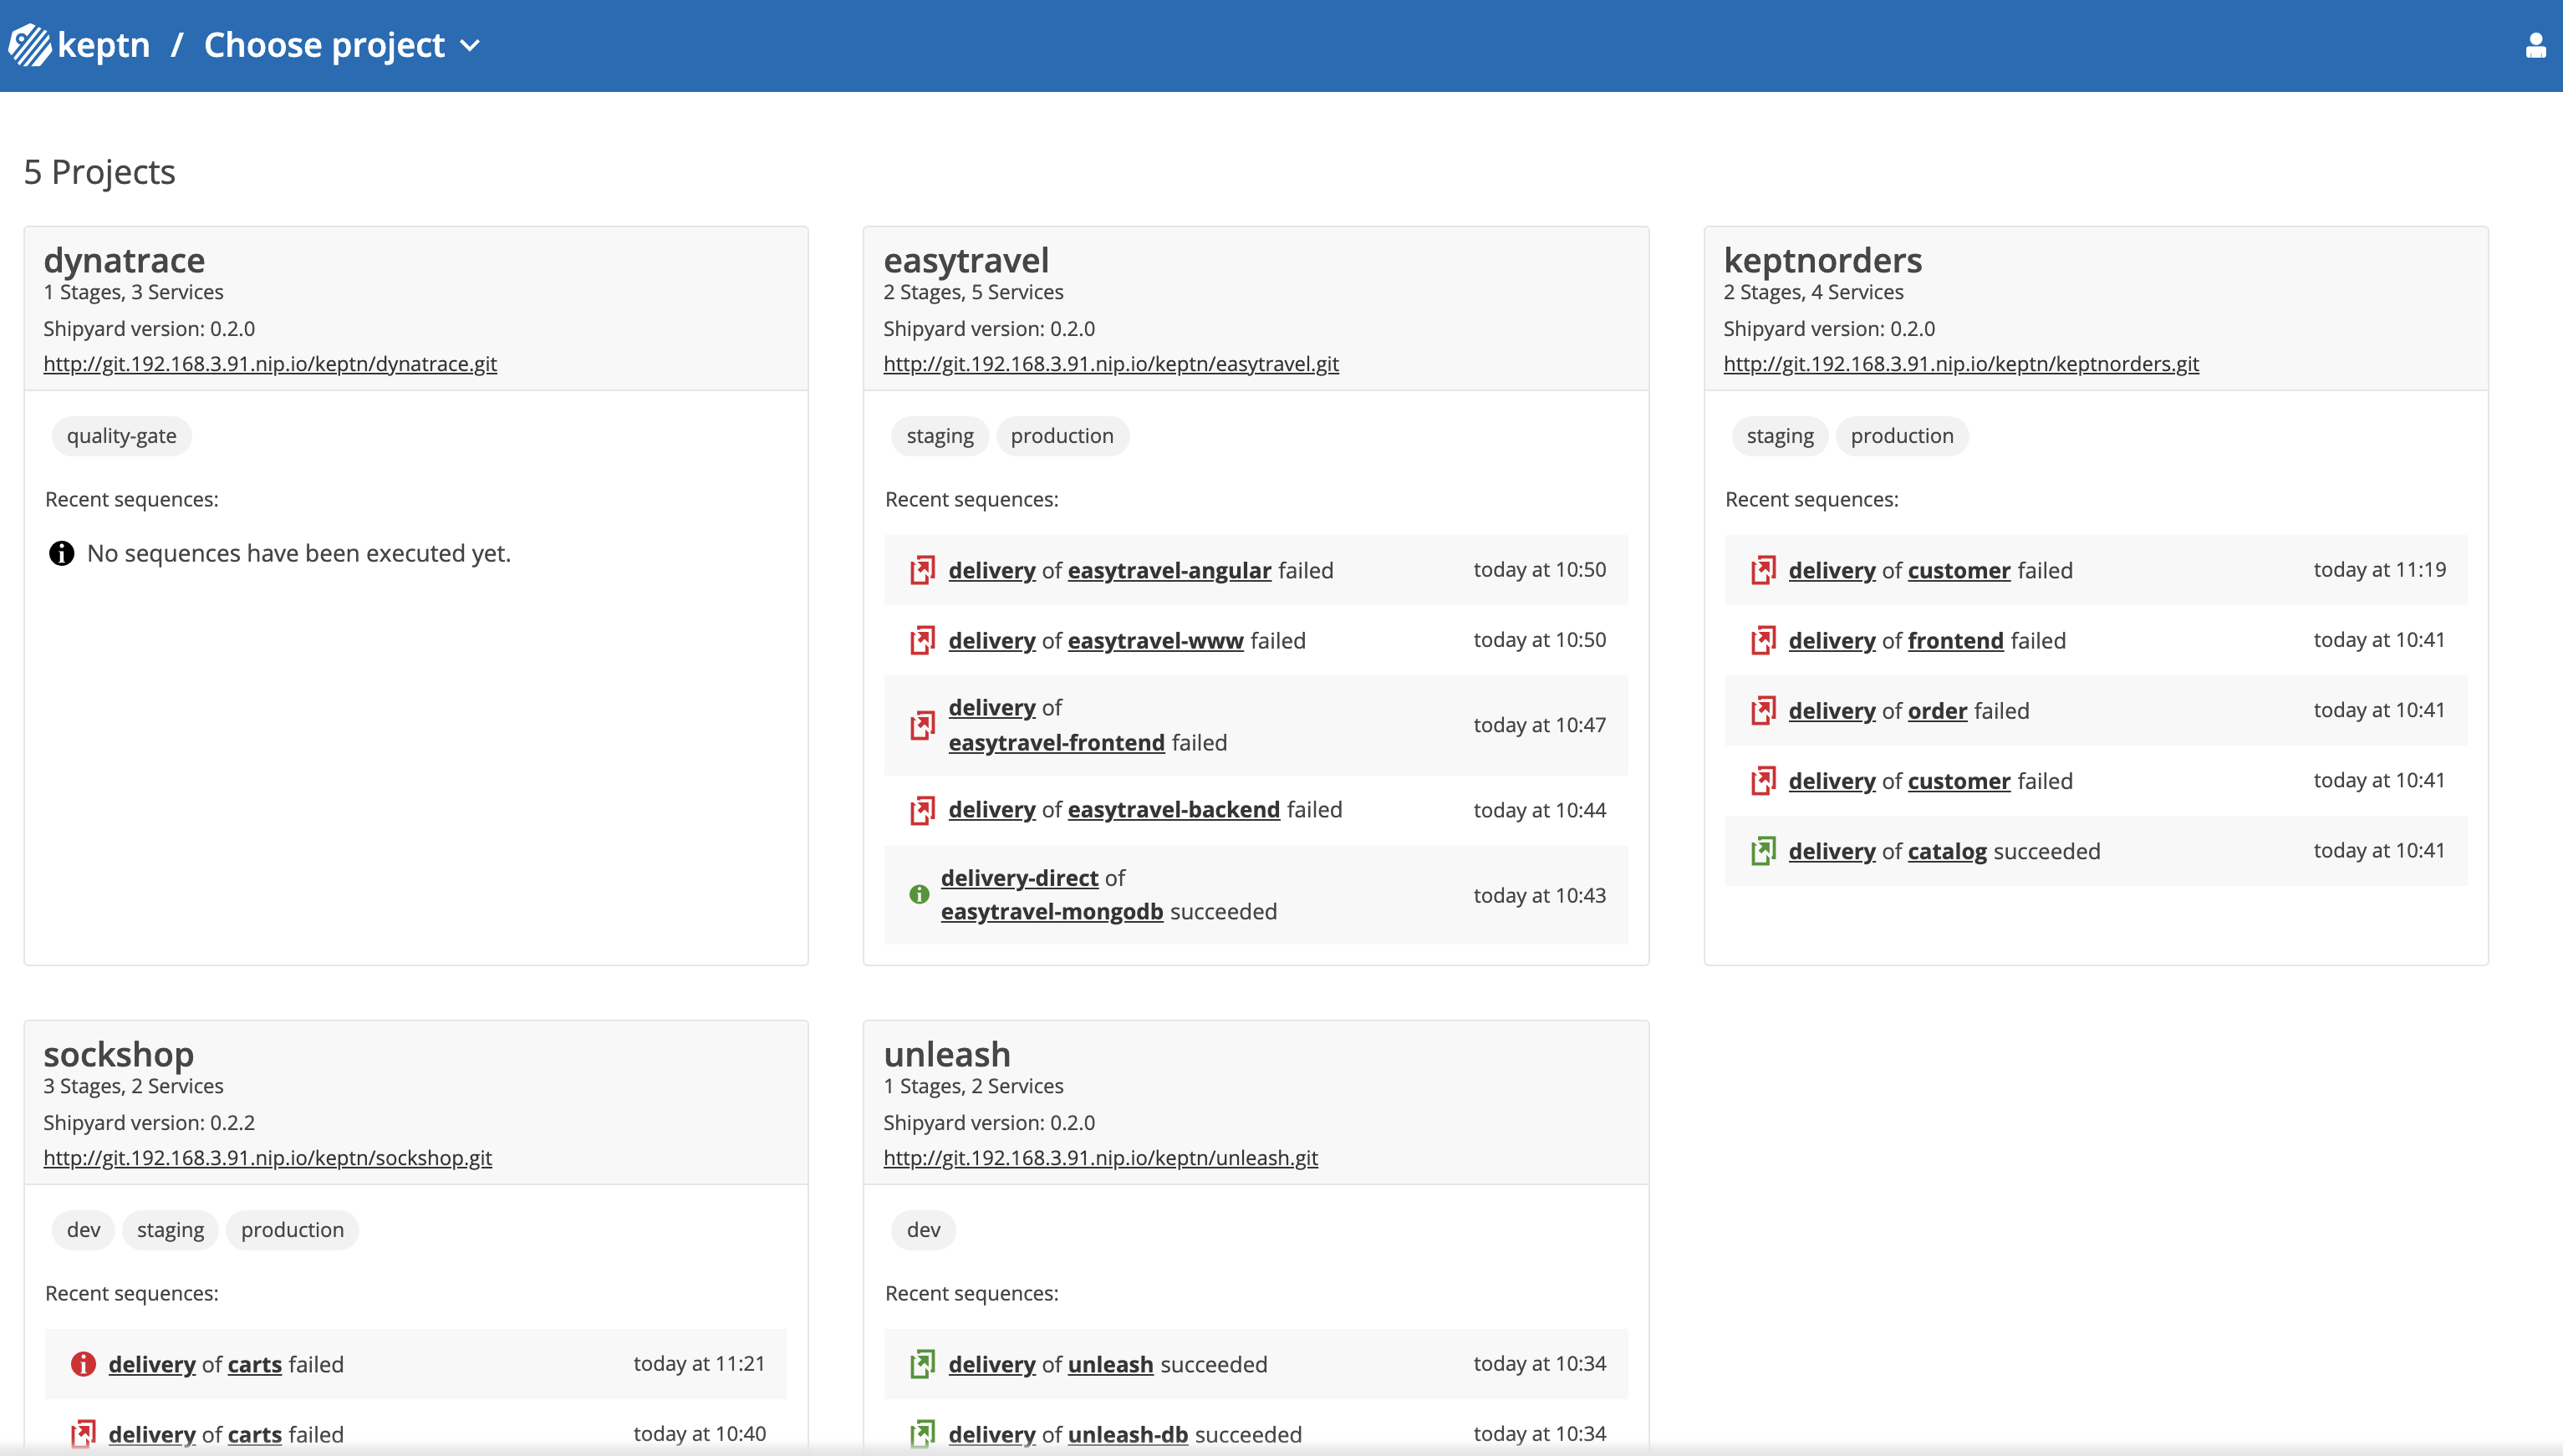 keptn / Choose project
5 Projects
dynatrace
1 Stages, 3 Services
Shipyard version: 0.2.0
http://git.192.168.3.91.nip.io/keptn/dynatrace.git
quality-gate
Recent sequences:
No sequences have been executed yet.
easytravel
2 Stages, 5 Services
Shipyard version: 0.2.0
http://git.192.168.3.91.nip.io/keptn/easytravel.git
staging production
Recent sequences:
delivery of easytravel-angular failed today at 10:50
delivery of easytravel-www failed today at 10:50
delivery of
easytravel-frontend failed today at 10:47
delivery of easytravel-backend failed today at 10:44
delivery-direct of
easytravel-mongodb succeeded today at 10:43
keptnorders
2 Stages, 4 Services
Shipyard version: 0.2.0
http://git.192.168.3.91.nip.io/keptn/keptnorders.git
staging production
Recent sequences:
delivery of customer failed today at 11:19
delivery of frontend failed today at 10:41
delivery of order failed today at 10:41
delivery of customer failed today at 10:41
delivery of catalog succeeded today at 10:41
sockshop
3 Stages, 2 Services
Shipyard version: 0.2.2
http://git.192.168.3.91.nip.io/keptn/sockshop.git
dev staging production
Recent sequences:
delivery of carts failed today at 11:21
delivery of carts failed today at 10:40
unleash
1 Stages, 2 Services
Shipyard version: 0.2.0
http://git.192.168.3.91.nip.io/keptn/unleash.git
dev
Recent sequences:
delivery of unleash succeeded today at 10:34
delivery of unleash-db succeeded today at 10:34